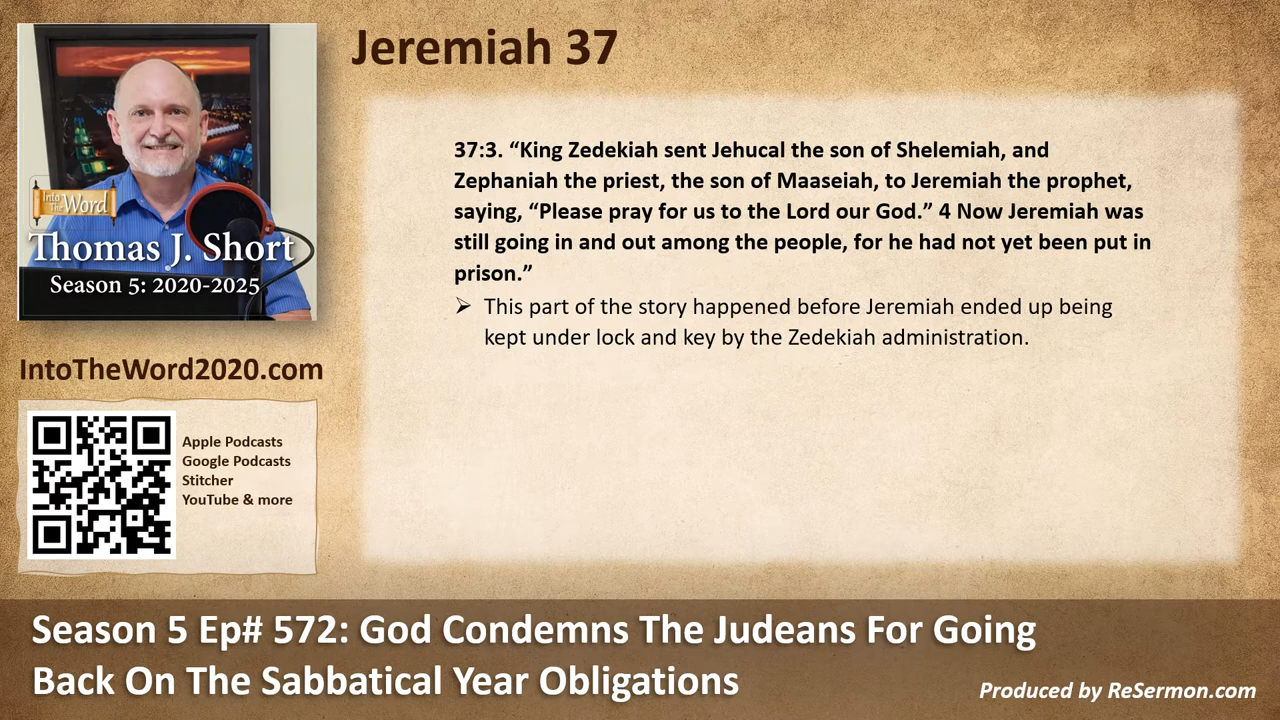 Jeremiah 37
37:3. “King Zedekiah sent Jehucal the son of Shelemiah, and
Zephaniah the priest, the son of Maaseiah, to Jeremiah the prophet,
saying, “Please pray for us to the Lord our God.” 4 Now Jeremiah was
still going in and out among the people, for he had not yet been put in
prison.”
➢ This part of the story happened before Jeremiah ended up being
kept under lock and key by the Zedekiah administration.
Into
The Word
Thomas J. Short
Season 5: 2020-2025
IntoTheWord2020.com
Apple Podcasts
Google Podcasts
Stitcher
YouTube & more
Season 5 Ep# 572: God Condemns The Judeans For Going
Back On The Sabbatical Year Obligations
Produced by ReSermon.com